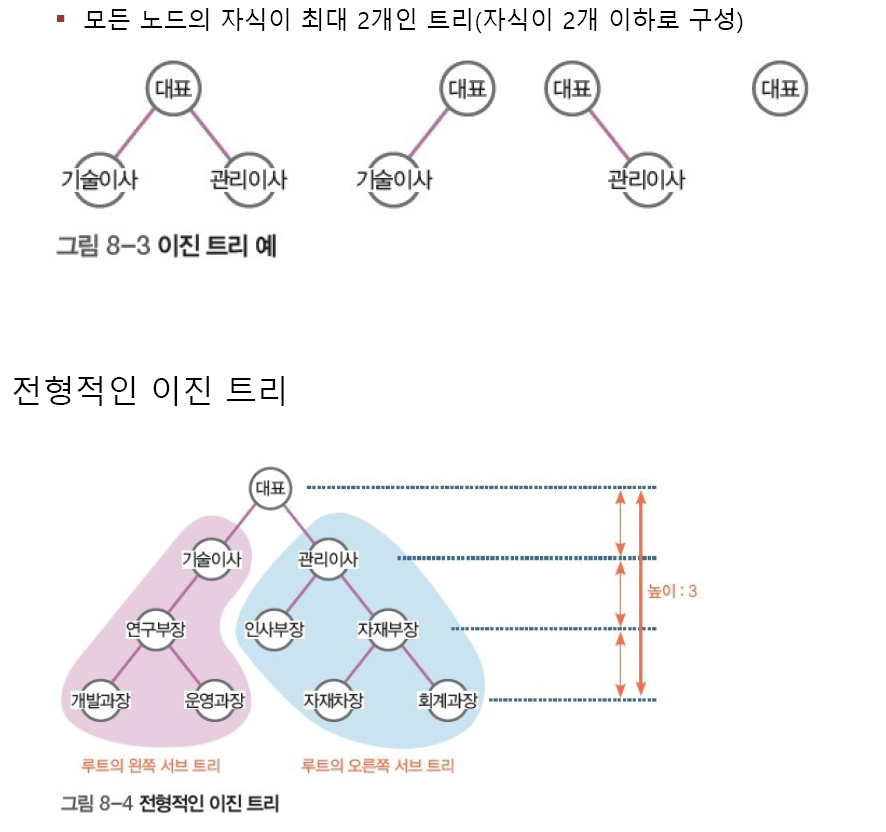 ▪ 모든 노드의 자식이 최대 2개인 트리(자식이 2개 이하로 구성)
대표 대표 대표 대표
기술이사 관리이사 기술이사 관리이사
그림 8-3 이진 트리 예
전형적인 이진 트리
대표
기술이사 관리이사
높이 : 3
연구부장 인사부장 자재부장
개발과장 운영과장 자재차장 회계과장
루트의 왼쪽 서브 트리 루트의 오른쪽 서브 트리
그림 8-4 전형적인 이진 트리